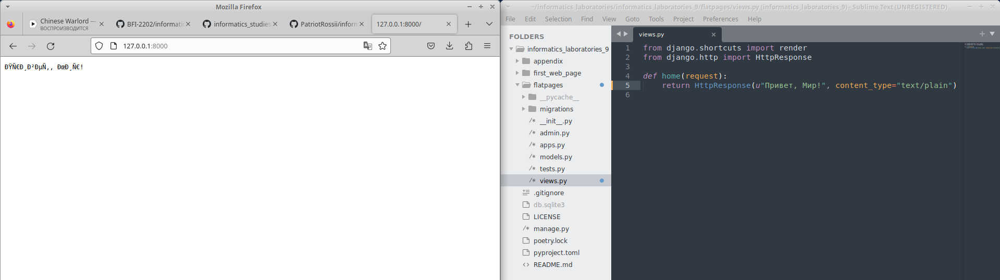 Mozilla Firefox
Chinese Warlord —
ВОСПРОИЗВОДИТСЯ
BFI-2202/informatic
informatics_studies
PatriotRossii/inform
127.0.0.1:8000/
127.0.0.1:8000
ÐŸÑ€Ð¸Ð²ÐµÑ‚, ÐœÐ¸Ñ€!
~/informatics_laboratories/informatics_laboratories_9/flatpages/views.py (informatics_laboratories_9) - Sublime Text (UNREGISTERED)
File Edit Selection Find View Goto Tools Project Preferences Help
FOLDERS
informatics_laboratories_9
appendix
first_web_page
flatpages
__pycache__
migrations
/* __init__.py
/* admin.py
/* apps.py
/* models.py
/* tests.py
/* views.py
.gitignore
db.sqlite3
LICENSE
/* manage.py
poetry.lock
pyproject.toml
<> README.md
views.py
1 from django.shortcuts import render
2 from django.http import HttpResponse
3
4 def home(request):
5 return HttpResponse(u"Привет, Мир!", content_type="text/plain")
6